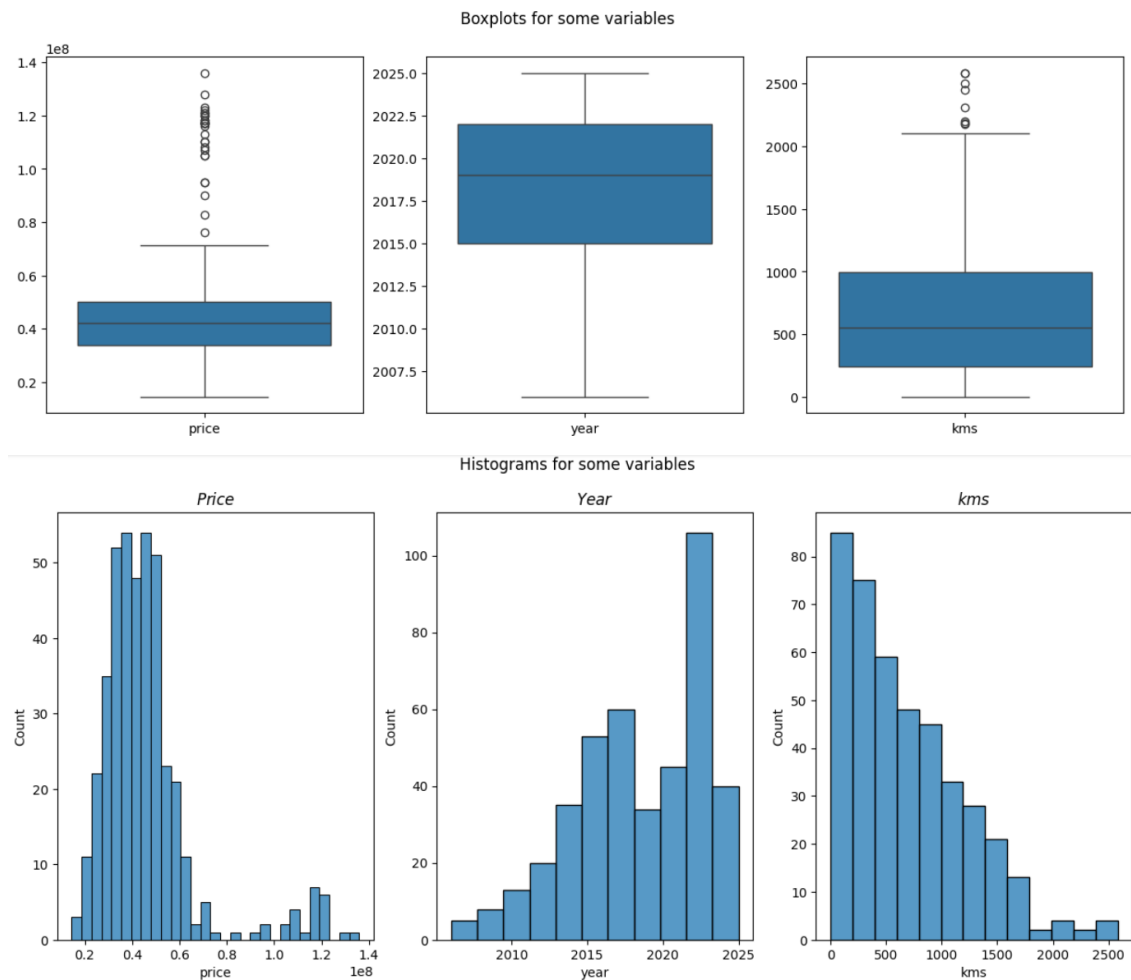 Boxplots for some variables
1e8
1.4
1.2
1.0
0.8
0.6
0.4
0.2
price
2025.0
2022.5
2020.0
2017.5
2015.0
2012.5
2010.0
2007.5
year
2500
2000
1500
1000
500
0
kms
Histograms for some variables
Price
Count
50
40
30
20
10
0
0.2 0.4 0.6 0.8 1.0 1.2 1.4
price
1e8
Year
Count
100
80
60
40
20
0
2010 2015 2020 2025
year
kms
Count
80
70
60
50
40
30
20
10
0
0 500 1000 1500 2000 2500
kms